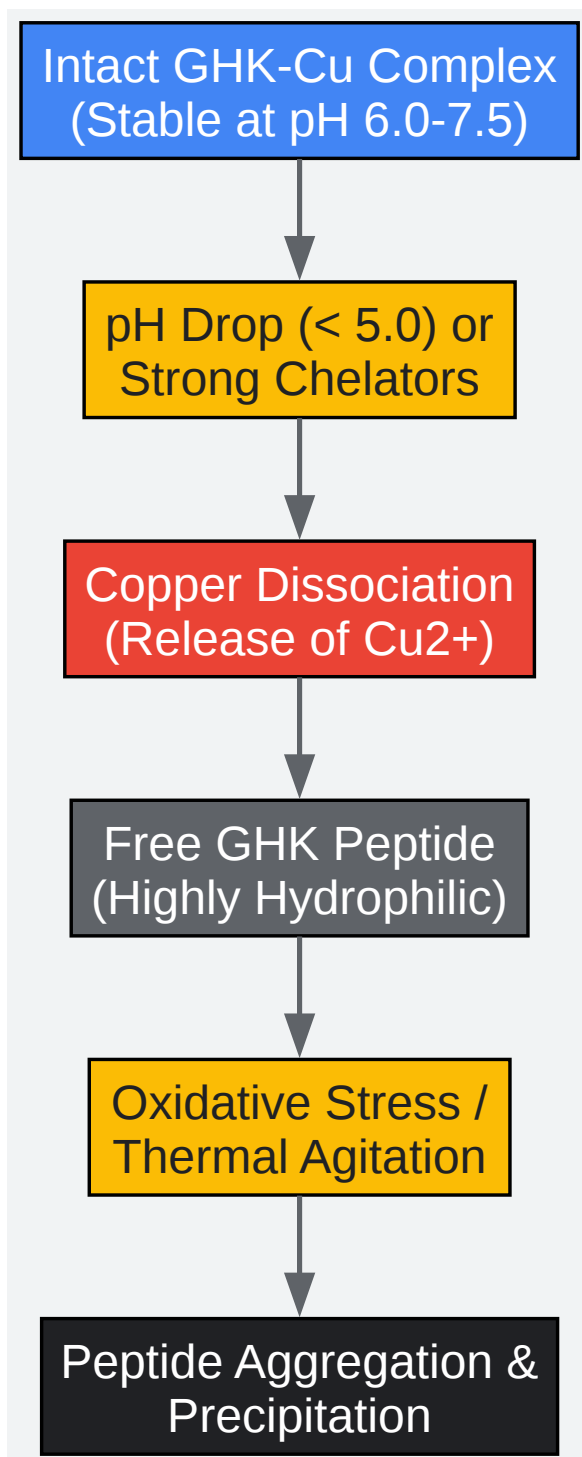 Intact GHK-Cu Complex
(Stable at pH 6.0-7.5)
pH Drop (< 5.0) or
Strong Chelators
Copper Dissociation
(Release of Cu2+)
Free GHK Peptide
(Highly Hydrophilic)
Oxidative Stress /
Thermal Agitation
Peptide Aggregation &
Precipitation